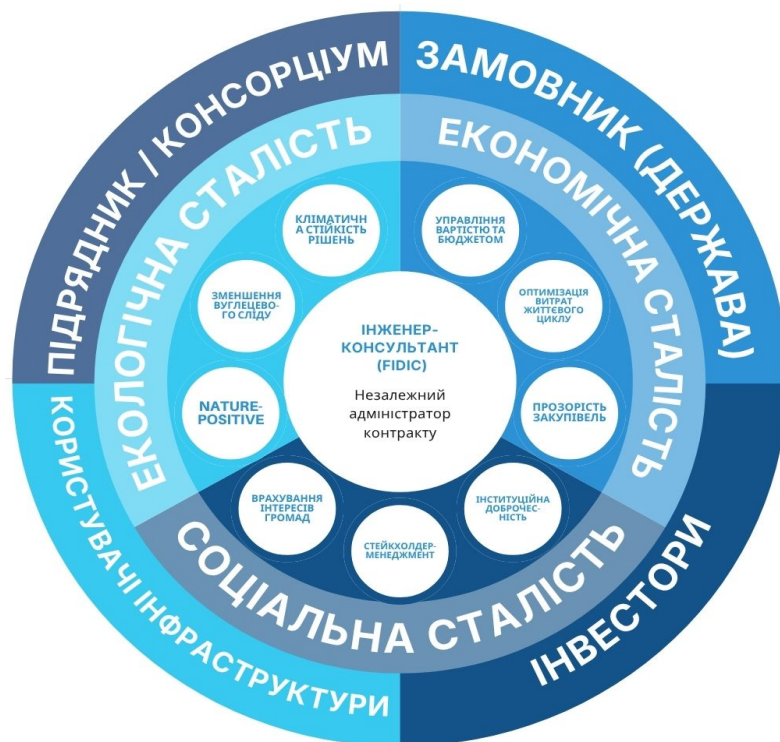 ПІДРЯДНИК / КОНСОРЦІУМ
ЗАМОВНИК (ДЕРЖАВА)
ЕКОЛОГІЧНА СТАЛІСТЬ
ЕКОНОМІЧНА СТАЛІСТЬ
КЛІМАТИЧН
А СТІЙКІСТЬ
РІШЕНЬ
УПРАВЛІННЯ
ВАРТІСТЮ ТА
БЮДЖЕТОМ
ЗМЕНШЕННЯ
ВУГЛЕЦЕВО-
ГО СЛІДУ
ОПТИМІЗАЦІЯ
ВИТРАТ
ЖИТТЄВОГО
ЦИКЛУ
ІНЖЕНЕР-
КОНСУЛЬТАНТ
(FIDIC)
Незалежний
адміністратор
контракту
NATURE-
POSITIVE
ПРОЗОРІСТЬ
ЗАКУПІВЕЛЬ
ВРАХУВАННЯ
ІНТЕРЕСІВ
ГРОМАД
СТЕЙКХОЛДЕР-
МЕНЕДЖМЕНТ
ІНСТИТУЦІЙНА
ДОБРОЧЕС-
НІСТЬ
СОЦІАЛЬНА СТАЛІСТЬ
КОРИСТУВАЧІ ІНФРАСТРУКТУРИ
ІНВЕСТОРИ